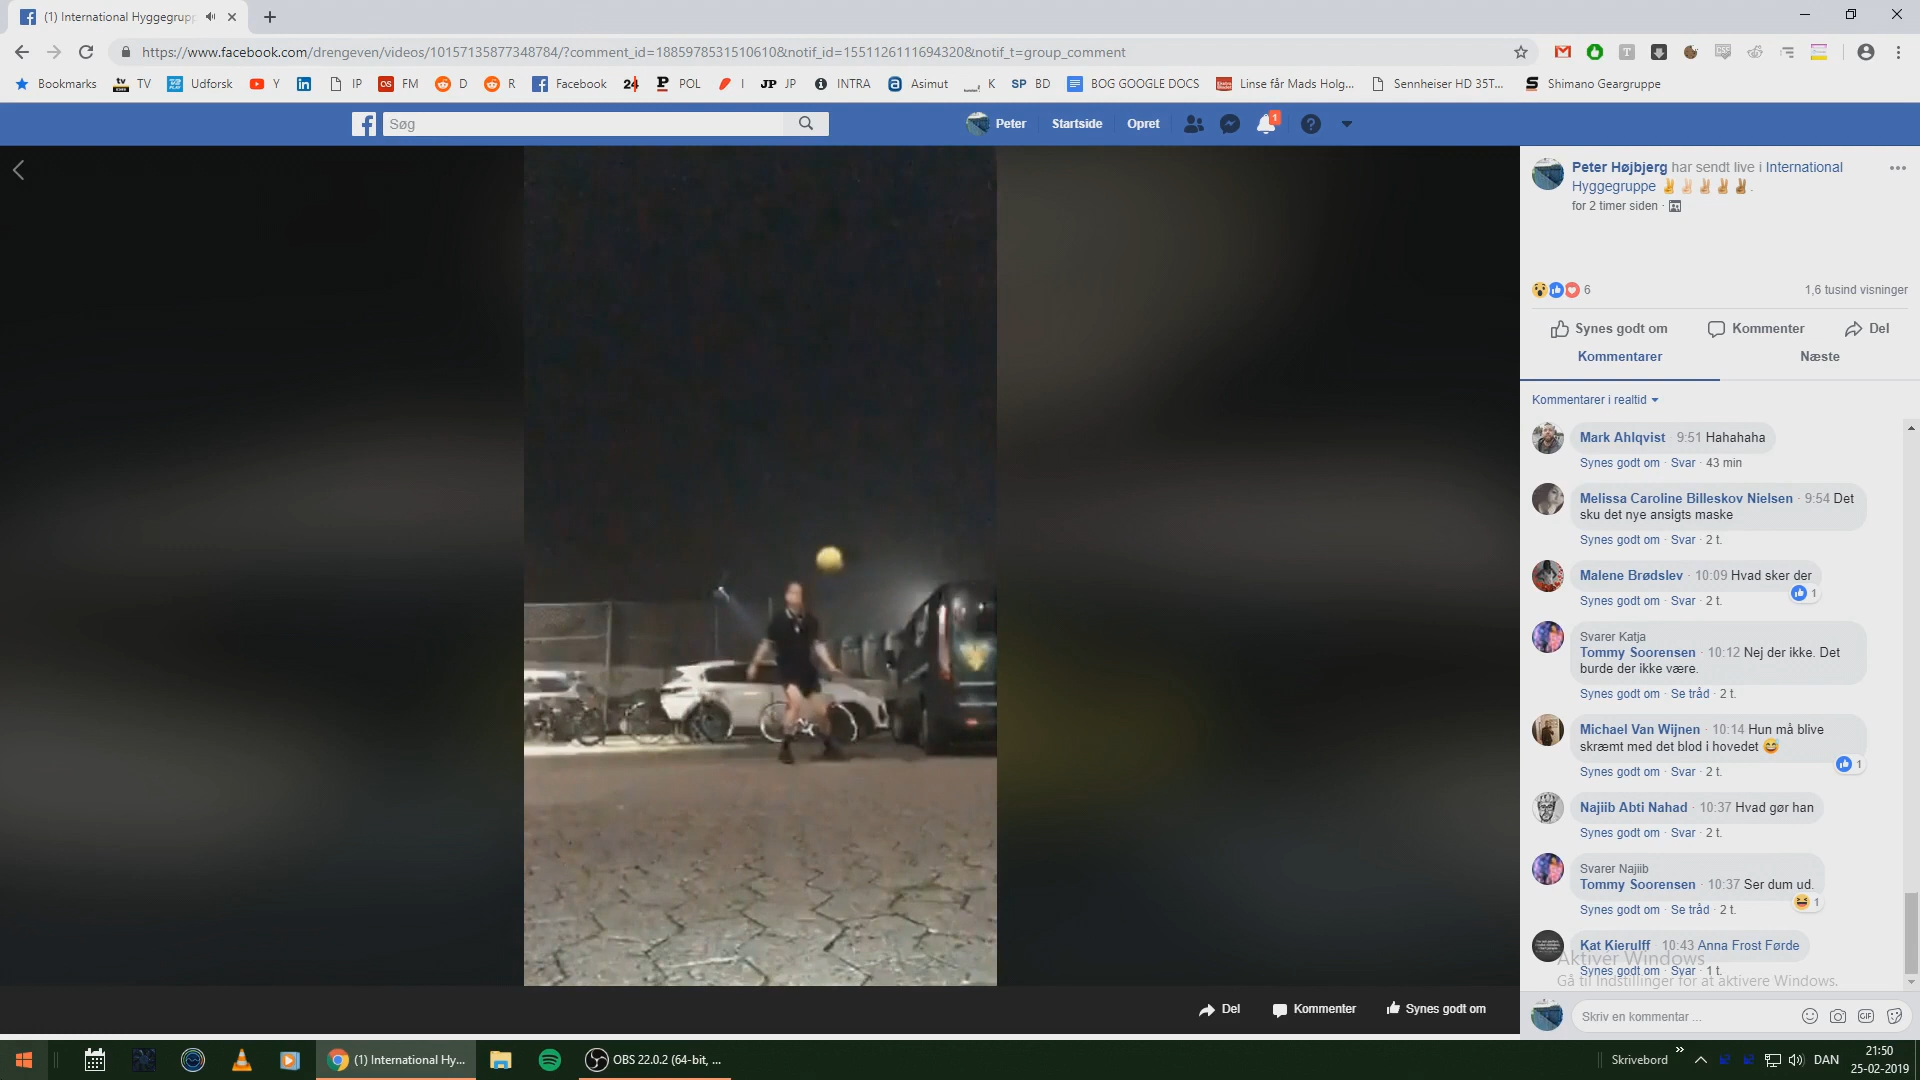 (1) International Hyggegrupp
https://www.facebook.com/drengeven/videos/10157135877348784/?comment_id=1885978531510610&notif_id=1551126111694320&notif_t=group_comment
Bookmarks TV Udforsk Y IP FM D R Facebook 24 POL I JP JP INTRA Asimut K SP BD BOG GOOGLE DOCS Linse får Mads Holg... Sennheiser HD 35T... Shimano Geargruppe
Søg
Peter Startside Opret 1
Peter Højbjerg har sendt live i International
Hyggegruppe ✌✌🏻✌🏼✌🏽✌🏾.
for 2 timer siden ·
6 1,6 tusind visninger
Synes godt om Kommenter Del
Kommentarer Næste
Kommentarer i realtid
Mark Ahlqvist · 9:51 Hahahaha
Synes godt om · Svar · 43 min
Melissa Caroline Billeskov Nielsen · 9:54 Det
sku det nye ansigts maske
Synes godt om · Svar · 2 t.
Malene Brødslev · 10:09 Hvad sker der
1
Synes godt om · Svar · 2 t.
Svarer Katja
Tommy Soorensen · 10:12 Nej der ikke. Det
burde der ikke være.
Synes godt om · Se tråd · 2 t.
Michael Van Wijnen · 10:14 Hun må blive
skræmt med det blod i hovedet 😅
1
Synes godt om · Svar · 2 t.
Najiib Abti Nahad · 10:37 Hvad gør han
Synes godt om · Svar · 2 t.
Svarer Najiib
Tommy Soorensen · 10:37 Ser dum ud.
1
Synes godt om · Se tråd · 2 t.
Kat Kierulff · 10:43 Anna Frost Førde
Aktiver Windows
Synes godt om · Svar · 1 t.
Gå til Indstillinger for at aktivere Windows.
Del Kommenter Synes godt om
Skriv en kommentar ...
GIF
(1) International Hy...
OBS 22.0.2 (64-bit, ...
Skrivebord
DAN
21:50
25-02-2019